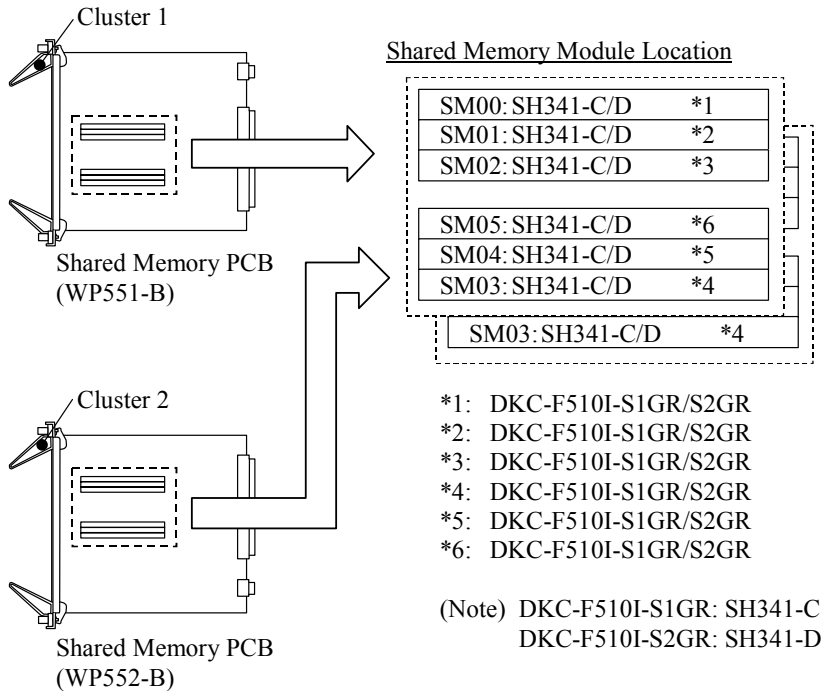 Cluster 1
Shared Memory PCB
(WP551-B)
Cluster 2
Shared Memory PCB
(WP552-B)
Shared Memory Module Location
SM00: SH341-C/D *1
SM01: SH341-C/D *2
SM02: SH341-C/D *3
SM05: SH341-C/D *6
SM04: SH341-C/D *5
SM03: SH341-C/D *4
SM03: SH341-C/D *4
*1: DKC-F510I-S1GR/S2GR
*2: DKC-F510I-S1GR/S2GR
*3: DKC-F510I-S1GR/S2GR
*4: DKC-F510I-S1GR/S2GR
*5: DKC-F510I-S1GR/S2GR
*6: DKC-F510I-S1GR/S2GR
(Note) DKC-F510I-S1GR: SH341-C
DKC-F510I-S2GR: SH341-D